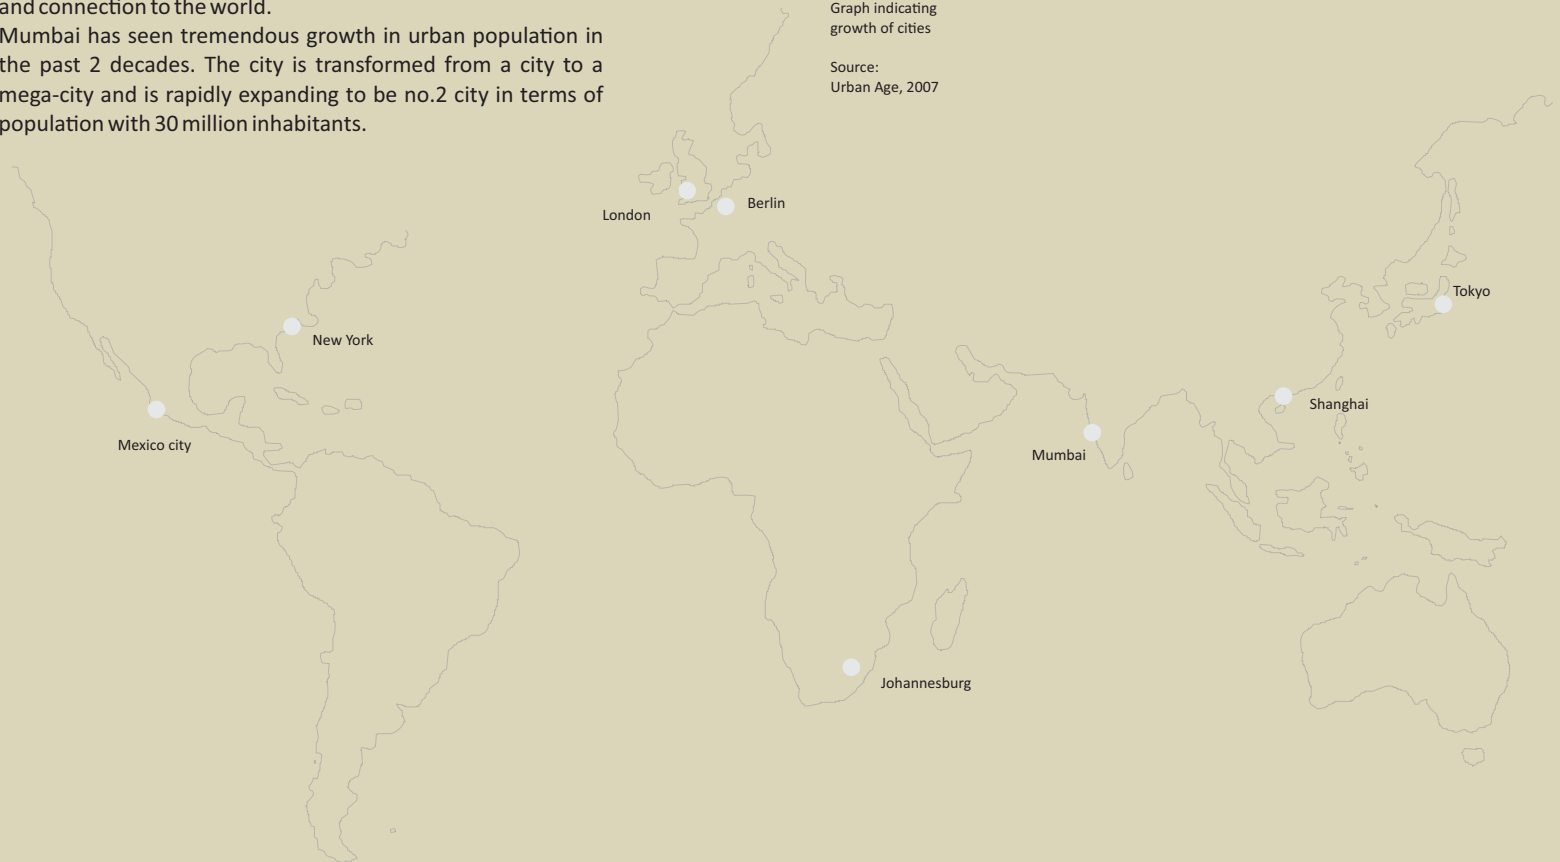 and connection to the world.
Mumbai has seen tremendous growth in urban population in
the past 2 decades. The city is transformed from a city to a
mega-city and is rapidly expanding to be no.2 city in terms of
population with 30 million inhabitants.
Graph indicating
growth of cities
Source:
Urban Age, 2007
London
Berlin
Tokyo
New York
Shanghai
Mexico city
Mumbai
Johannesburg